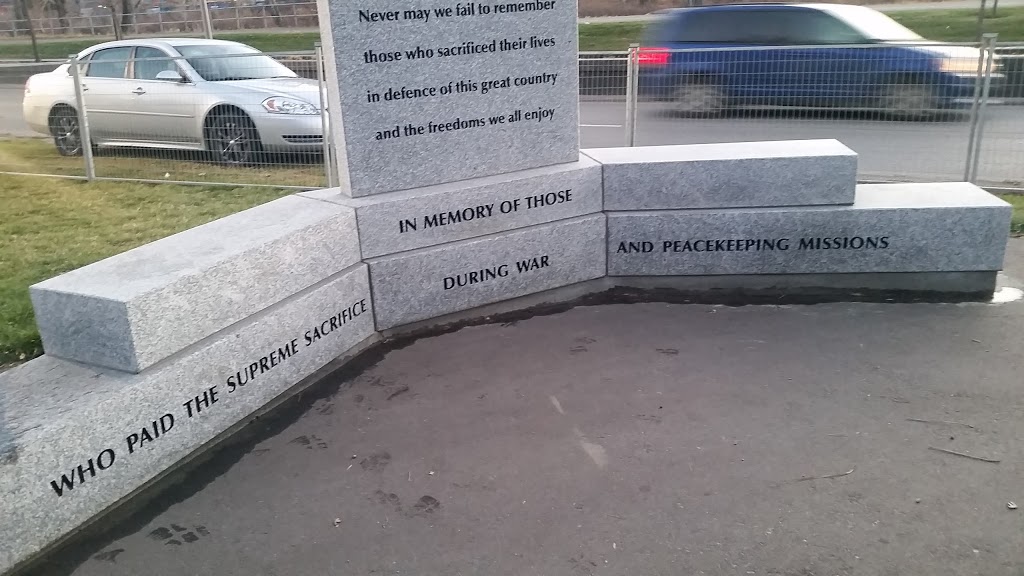 Never may we fail to remember
those who sacrificed their lives
in defence of this great country
and the freedoms we all enjoy
IN MEMORY OF THOSE
WHO PAID THE SUPREME SACRIFICE
DURING WAR
AND PEACEKEEPING MISSIONS